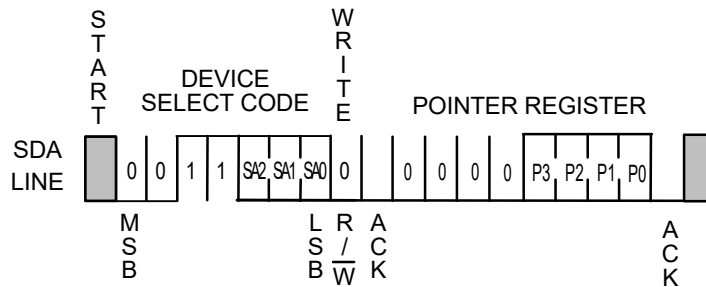 START
WRITE
DEVICE
SELECT CODE
POINTER REGISTER
SDA
LINE
0 0 1 1 SA2 SA1 SA0 0 0 0 0 0 P3 P2 P1 P0
MSB
LSB
R/W
ACK
ACK